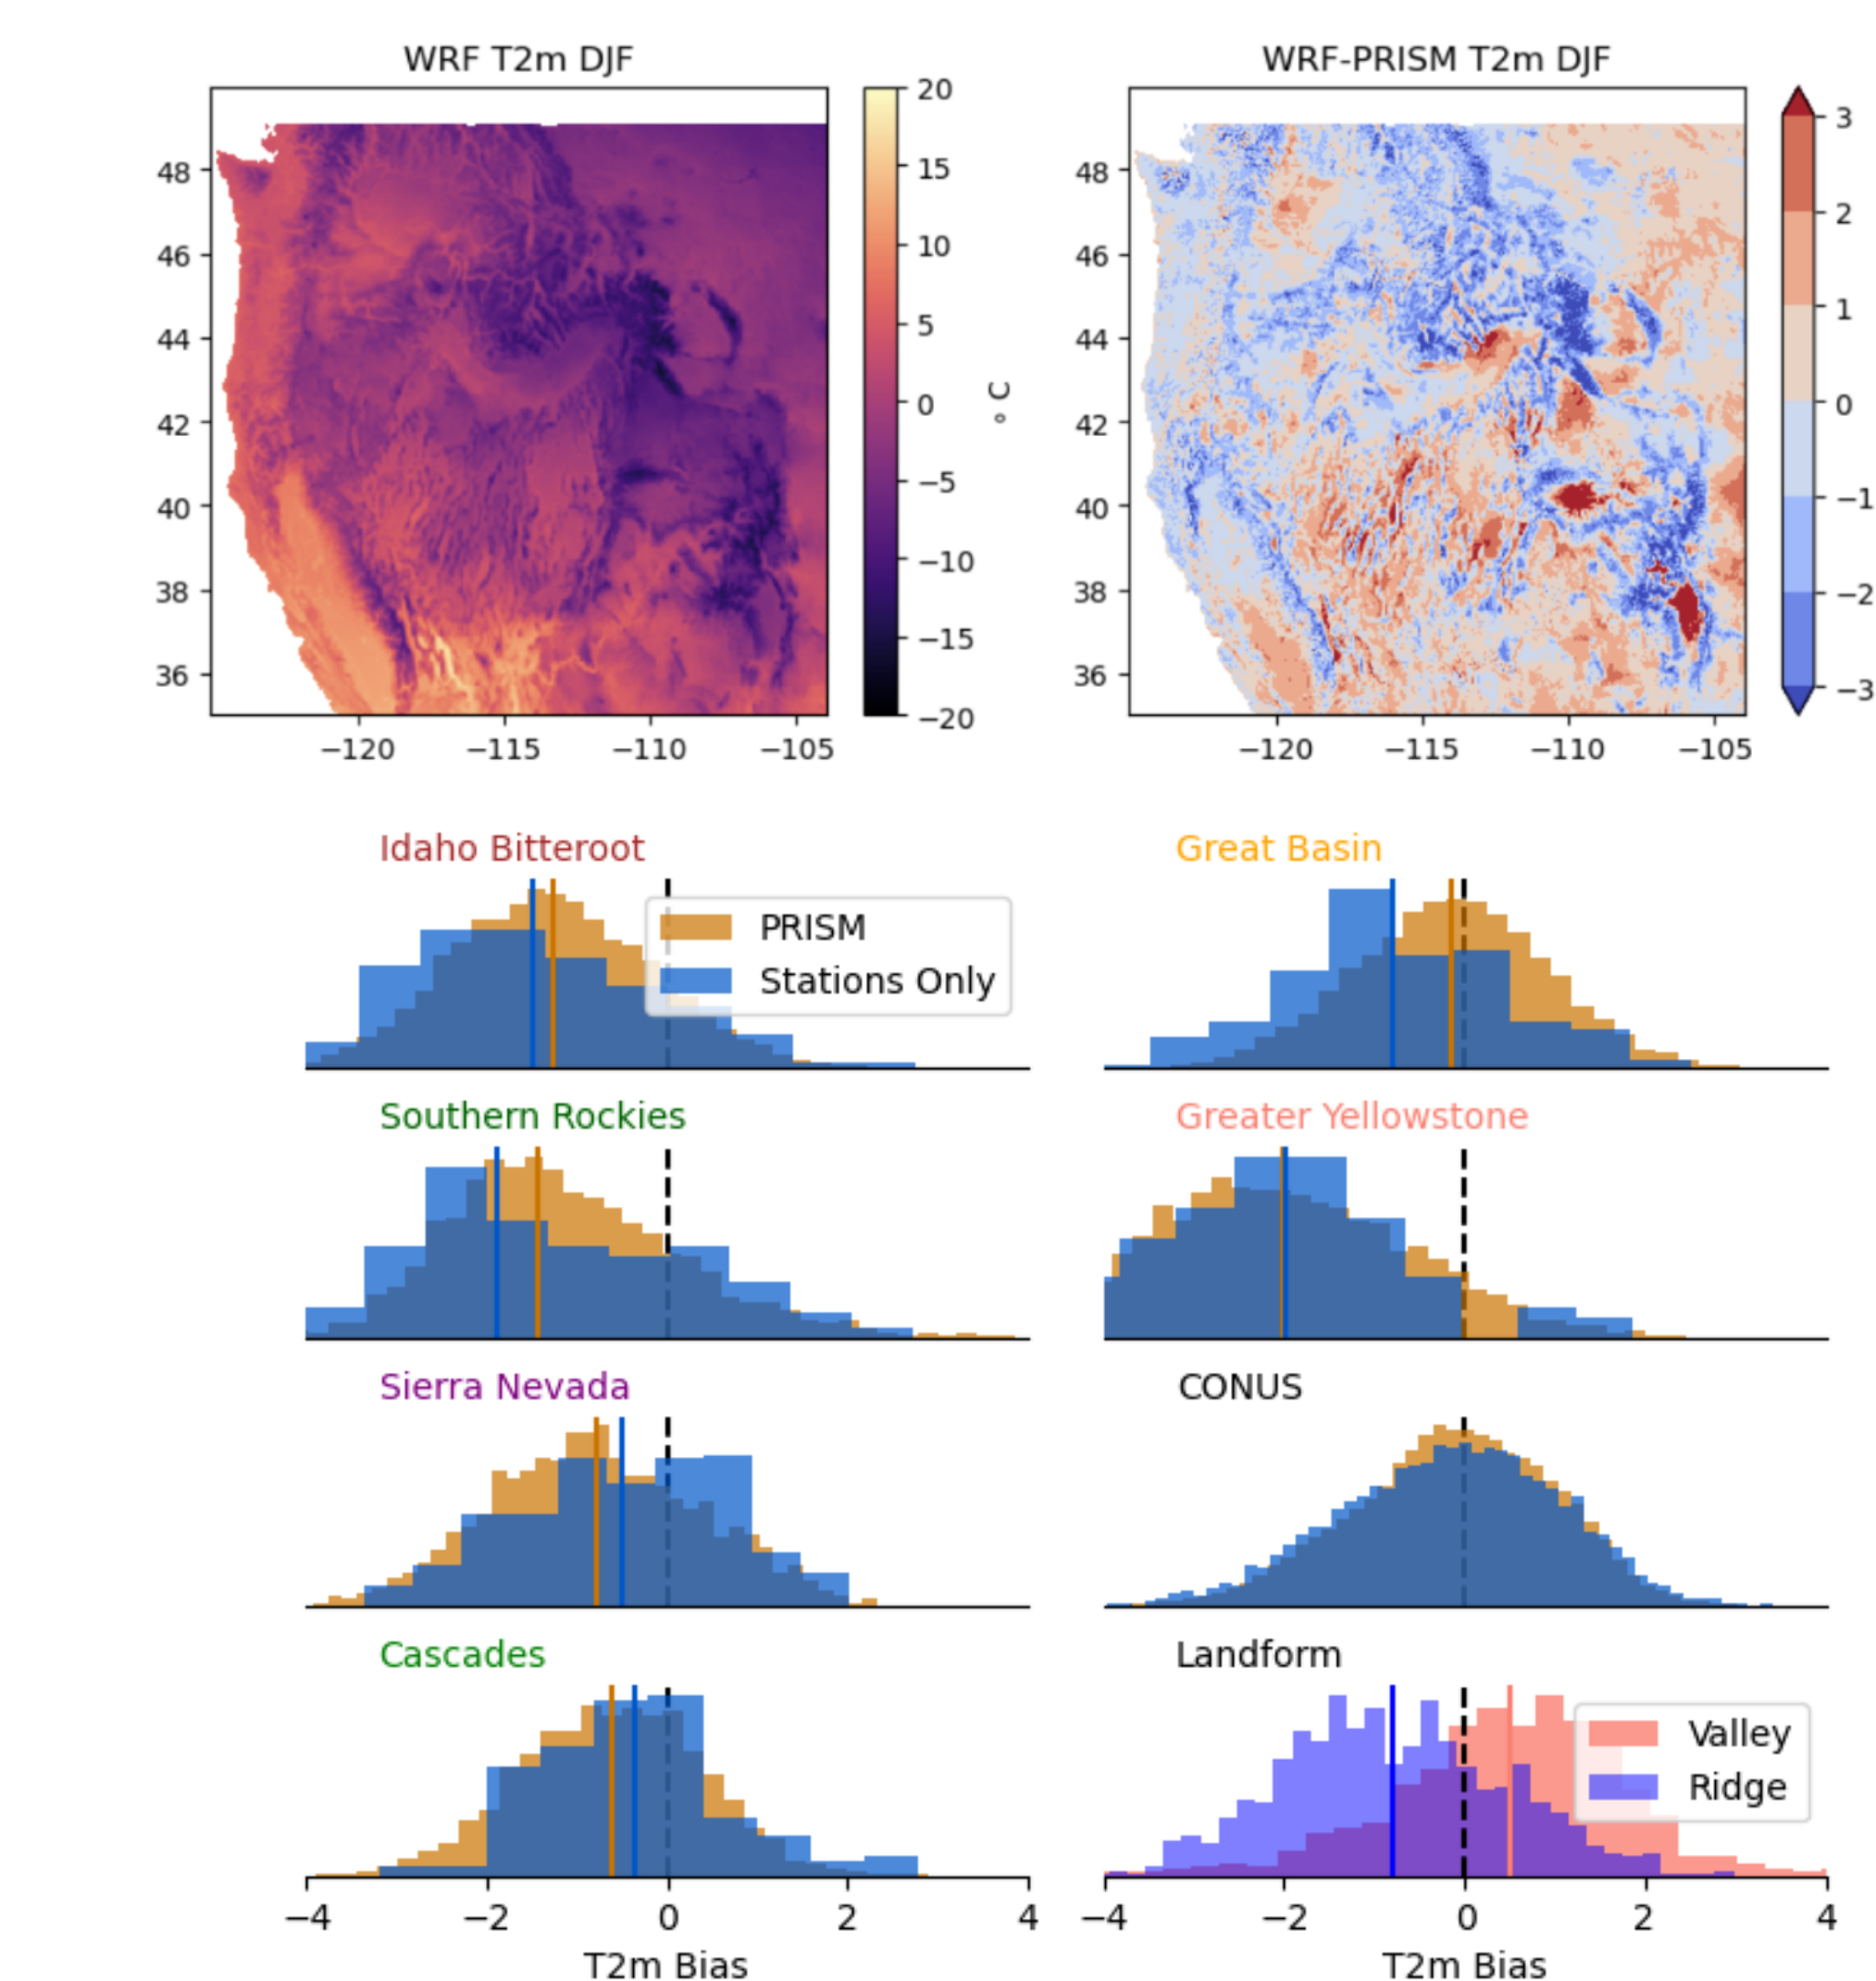 WRF T2m DJF
48
46
44
42
40
38
36
−120 −115 −110 −105
20
15
10
5
0
−5
−10
−15
−20
° C
WRF-PRISM T2m DJF
48
46
44
42
40
38
36
−120 −115 −110 −105
3
2
1
0
−1
−2
−3
Idaho Bitteroot
PRISM
Stations Only
Great Basin
Southern Rockies
Greater Yellowstone
Sierra Nevada
CONUS
Cascades
−4 −2 0 2 4
T2m Bias
Landform
Valley
Ridge
−4 −2 0 2 4
T2m Bias